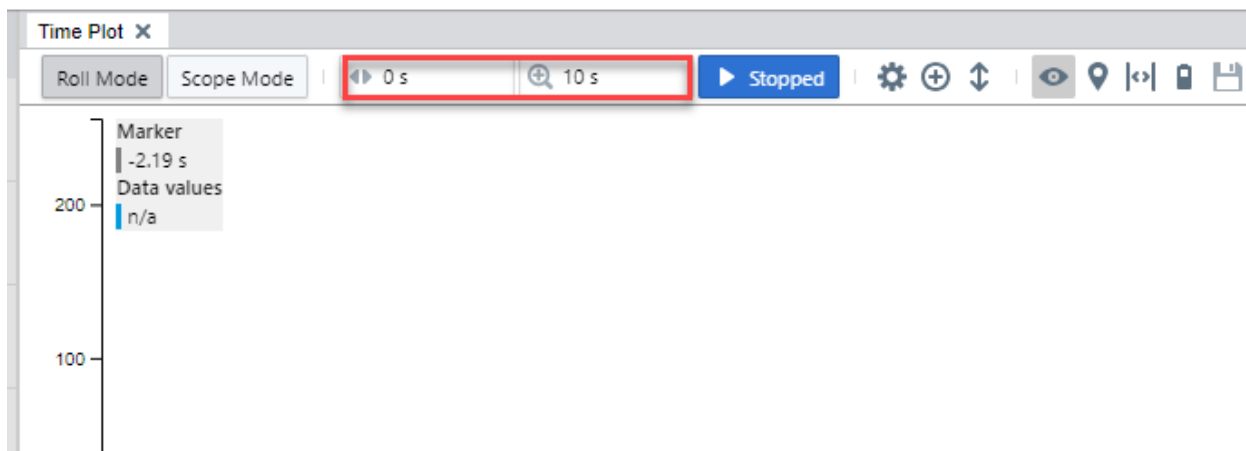 Time Plot
Roll Mode Scope Mode 0 s 10 s Stopped
Marker
-2.19 s
Data values
200 n/a
100